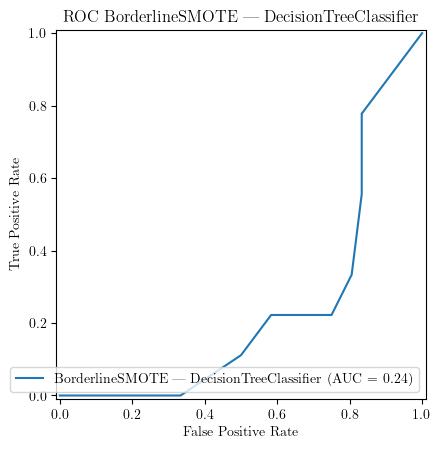 ROC BorderlineSMOTE — DecisionTreeClassifier
1.0
0.8
0.6
0.4
0.2
0.0
True Positive Rate
BorderlineSMOTE — DecisionTreeClassifier (AUC = 0.24)
0.0 0.2 0.4 0.6 0.8 1.0
False Positive Rate